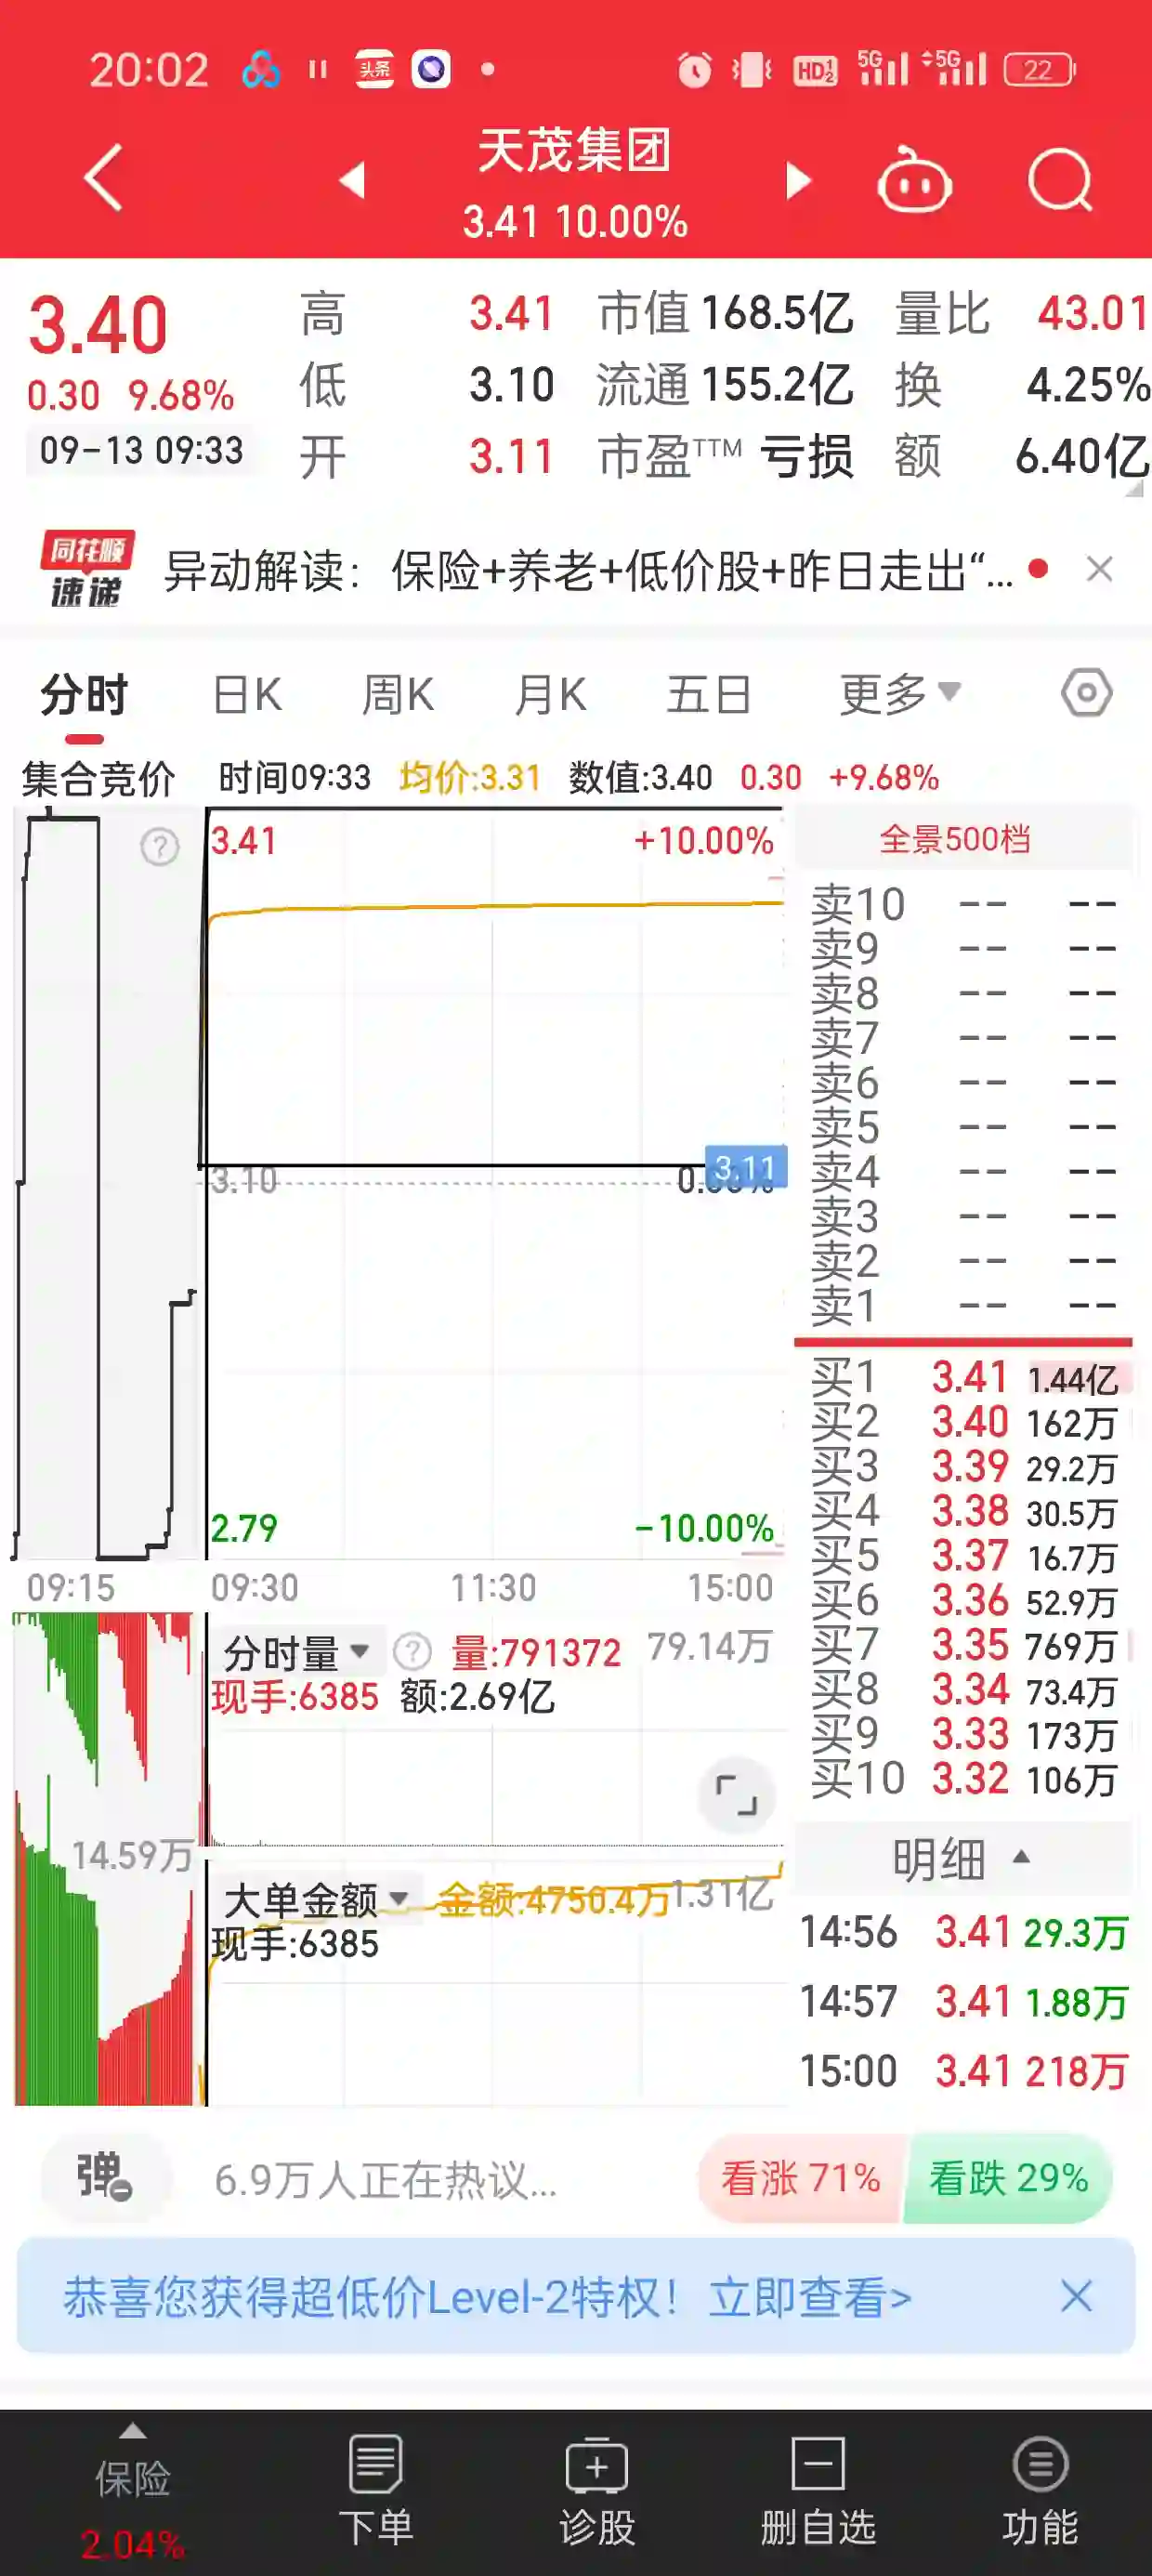 20:02 头条 HD1 2 5G 5G 22
天茂集团
3.41 10.00%
3.40 高 3.41 市值 168.5亿 量比 43.01
0.30 9.68% 低 3.10 流通 155.2亿 换 4.25%
09-13 09:33 开 3.11 市盈TTM 亏损 额 6.40亿
同花顺
速递
异动解读：保险+养老+低价股+昨日走出“...
分时 日K 周K 月K 五日 更多
集合竞价 时间09:33 均价:3.31 数值:3.40 0.30 +9.68%
3.41 +10.00%
全景500档
卖10 -- --
卖9 -- --
卖8 -- --
卖7 -- --
卖6 -- --
卖5 -- --
卖4 -- --
卖3 -- --
卖2 -- --
卖1 -- --
3.10 3.11
2.79 -10.00%
09:15 09:30 11:30 15:00
买1 3.41 1.44亿
买2 3.40 162万
买3 3.39 29.2万
买4 3.38 30.5万
买5 3.37 16.7万
买6 3.36 52.9万
买7 3.35 769万
买8 3.34 73.4万
买9 3.33 173万
买10 3.32 106万
分时量 ? 量:791372 79.14万
现手:6385 额:2.69亿
14.59万
大单金额 金额:4750.4万 1.31亿
现手:6385
明细
14:56 3.41 29.3万
14:57 3.41 1.88万
15:00 3.41 218万
弹 6.9万人正在热议... 看涨 71% 看跌 29%
恭喜您获得超低价Level-2特权！立即查看>
保险 下单 诊股 删自选 功能
2.04%